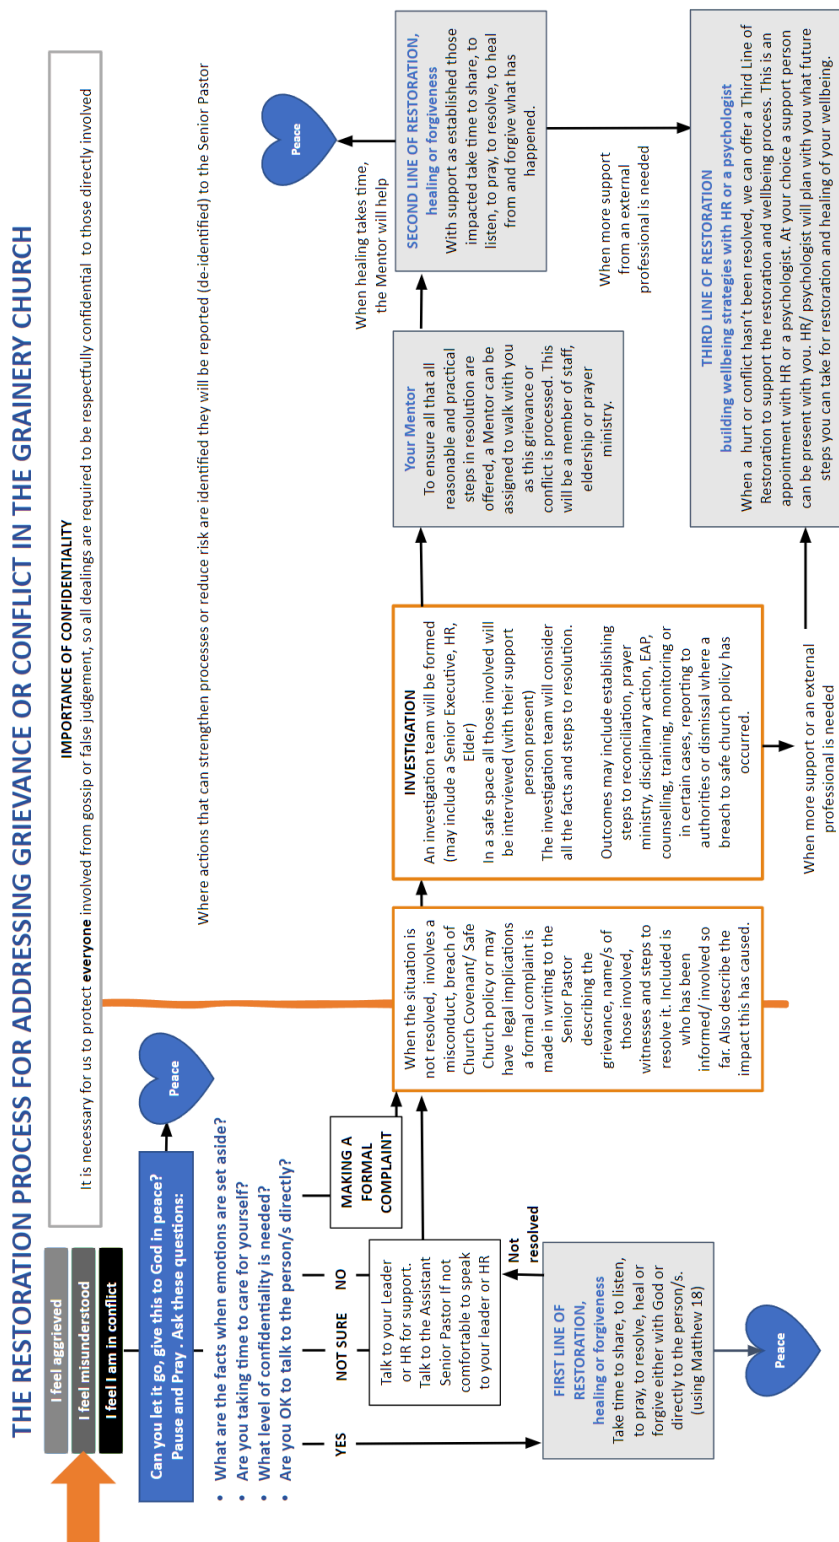 THE RESTORATION PROCESS FOR ADDRESSING GRIEVANCE OR CONFLICT IN THE GRAINERY CHURCH
I feel aggrieved
I feel misunderstood
I feel I am in conflict
IMPORTANCE OF CONFIDENTIALITY
It is necessary for us to protect everyone involved from gossip or false judgement, so all dealings are required to be respectfully confidential to those directly involved
Where actions that can strengthen processes or reduce risk are identified they will be reported (de-identified) to the Senior Pastor
Can you let it go, give this to God in peace?
Pause and Pray . Ask these questions:
Peace
• What are the facts when emotions are set aside?
• Are you taking time to care for yourself?
• What level of confidentiality is needed?
• Are you OK to talk to the person/s directly?
YES
NOT SURE
NO
MAKING A
FORMAL
COMPLAINT
Talk to your Leader
or HR for support.
Talk to the Assistant
Senior Pastor If not
comfortable to speak
to your leader or HR
Not
resolved
FIRST LINE OF
RESTORATION,
healing or forgiveness
Take time to share, to listen,
to pray, to resolve, heal or
forgive either with God or
directly to the person/s.
(using Matthew 18)
Peace
When the situation is
not resolved, involves a
misconduct, breach of
Church Covenant/ Safe
Church policy or may
have legal implications
a formal complaint is
made in writing to the
Senior Pastor
describing the
grievance, name/s of
those involved,
witnesses and steps to
resolve it. Included is
who has been
informed/ involved so
far. Also describe the
impact this has caused.
INVESTIGATION
An investigation team will be formed
(may include a Senior Executive, HR,
Elder)
In a safe space all those involved will
be interviewed (with their support
person present)
The investigation team will consider
all the facts and steps to resolution.
Outcomes may include establishing
steps to reconciliation, prayer
ministry, disciplinary action, EAP,
counselling, training, monitoring or
in certain cases, reporting to
authorities or dismissal where a
breach to safe church policy has
occurred.
When more support or an external
professional is needed
Your Mentor
To ensure all that all
reasonable and practical
steps in resolution are
offered, a Mentor can be
assigned to walk with you
as this grievance or
conflict is processed. This
will be a member of staff,
eldership or prayer
ministry.
When healing takes time,
the Mentor will help
Peace
SECOND LINE OF RESTORATION,
healing or forgiveness
With support as established those
impacted take time to share, to
listen, to pray, to resolve, to heal
from and forgive what has
happened.
When more support
from an external
professional is needed
THIRD LINE OF RESTORATION
building wellbeing strategies with HR or a psychologist
When a hurt or conflict hasn't been resolved, we can offer a Third Line of
Restoration to support the restoration and wellbeing process. This is an
appointment with HR or a psychologist. At your choice a support person
can be present with you. HR/ psychologist will plan with you what future
steps you can take for restoration and healing of your wellbeing.